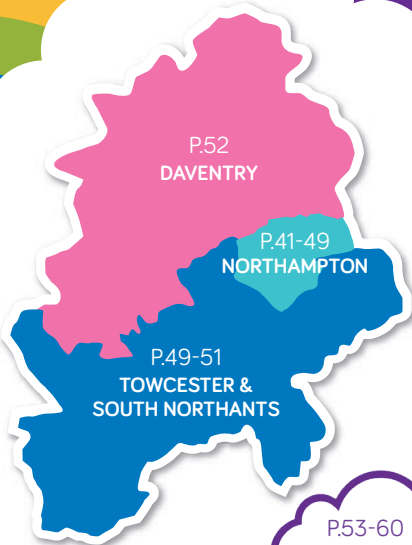 P.52
DAVENTRY
P.41-49
NORTHAMPTON
P.49-51
TOWCESTER &
SOUTH NORTHANTS
P.53-60